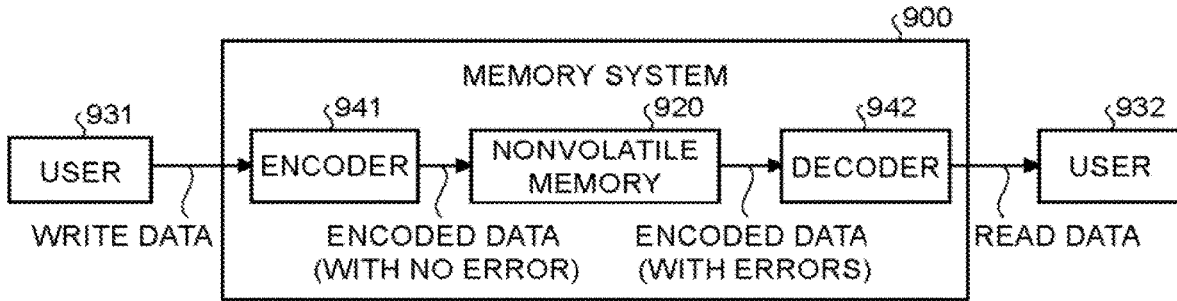 900
MEMORY SYSTEM
931
941
920
942
932
USER
ENCODER
NONVOLATILE
MEMORY
DECODER
USER
WRITE DATA
ENCODED DATA
(WITH NO ERROR)
ENCODED DATA
(WITH ERRORS)
READ DATA